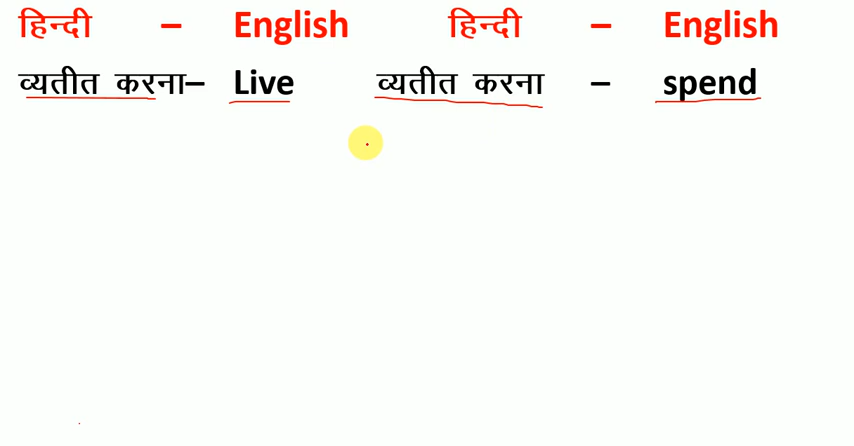 हिन्दी – English हिन्दी – English
व्यतीत करना– Live व्यतीत करना – spend